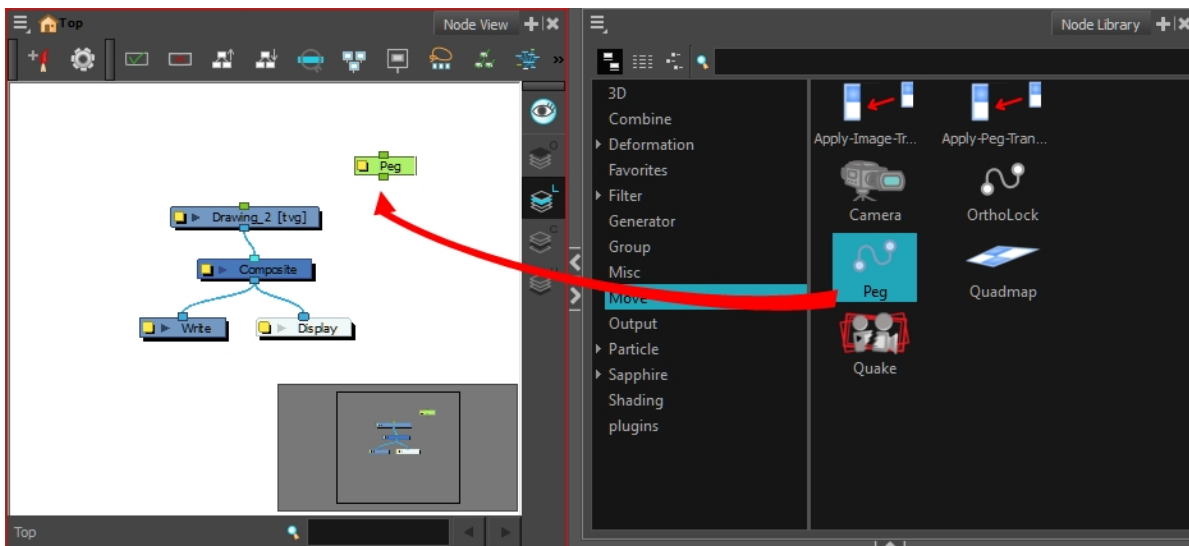 Top
Node View
Peg
Drawing_2 [tvg]
Composite
Write
Display
Top
Node Library
3D
Combine
Deformation
Favorites
Filter
Generator
Group
Misc
Move
Output
Particle
Sapphire
Shading
plugins
Apply-Image-Tr...
Apply-Peg-Tran...
Camera
OrthoLock
Peg
Quadmap
Quake